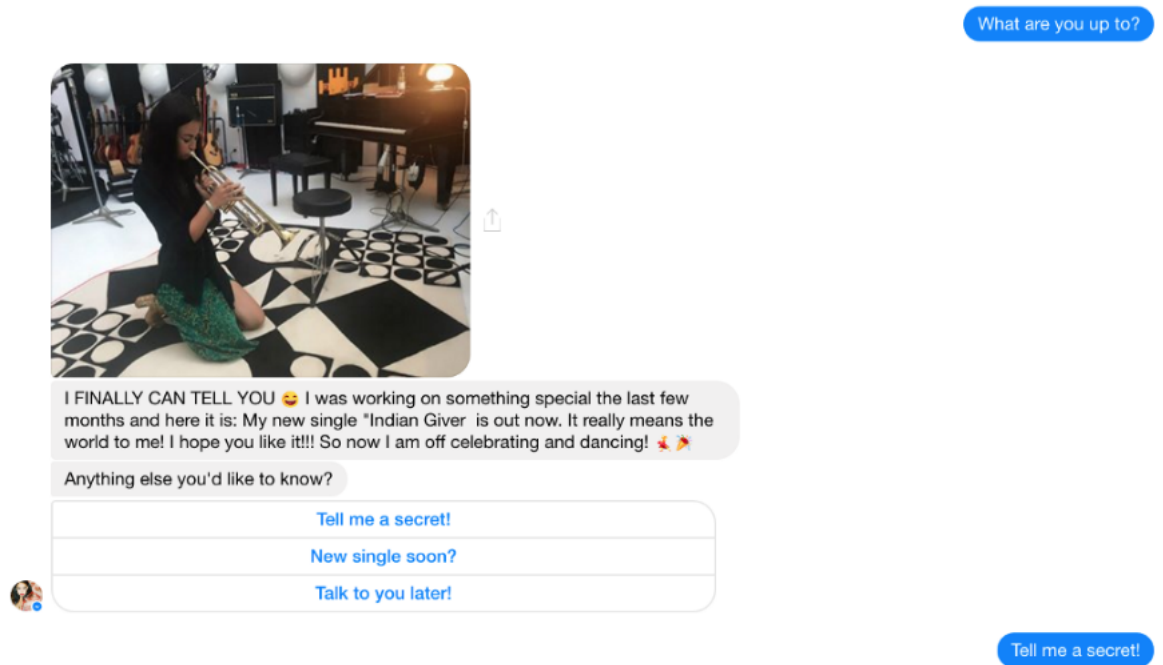 What are you up to?
I FINALLY CAN TELL YOU 😄 I was working on something special the last few
months and here it is: My new single "Indian Giver  is out now. It really means the
world to me! I hope you like it!!! So now I am off celebrating and dancing! 💃 🎉
Anything else you'd like to know?
Tell me a secret!
New single soon?
Talk to you later!
Tell me a secret!